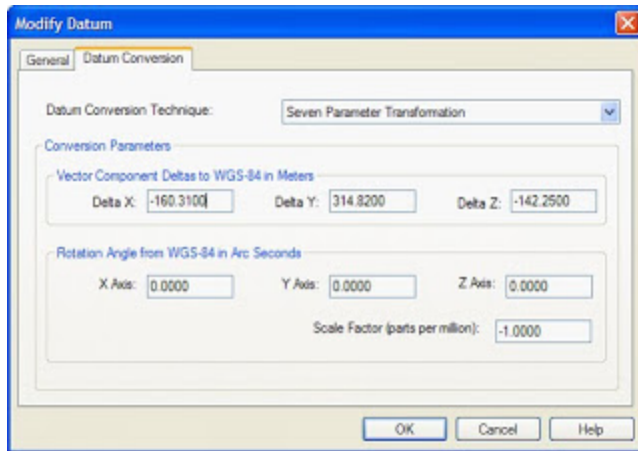 Modify Datum
General Datum Conversion
Datum Conversion Technique: Seven Parameter Transformation
Conversion Parameters
Vector Component Deltas to WGS-84 in Meters
Delta X: -160.3100 Delta Y: 314.8200 Delta Z: -142.2500
Rotation Angle from WGS-84 in Arc Seconds
X Axis: 0.0000 Y Axis: 0.0000 Z Axis: 0.0000
Scale Factor (parts per million): -1.0000
OK Cancel Help